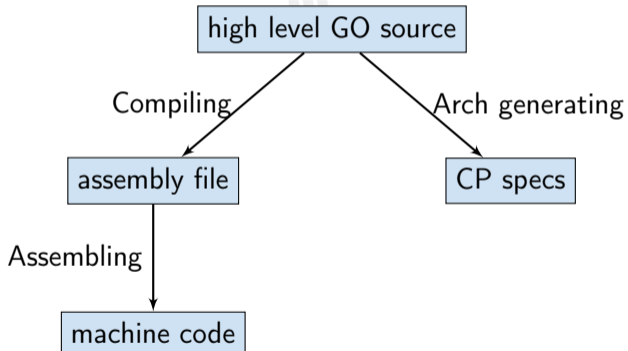 high level GO source
Compiling
Arch generating
assembly file
CP specs
Assembling
machine code